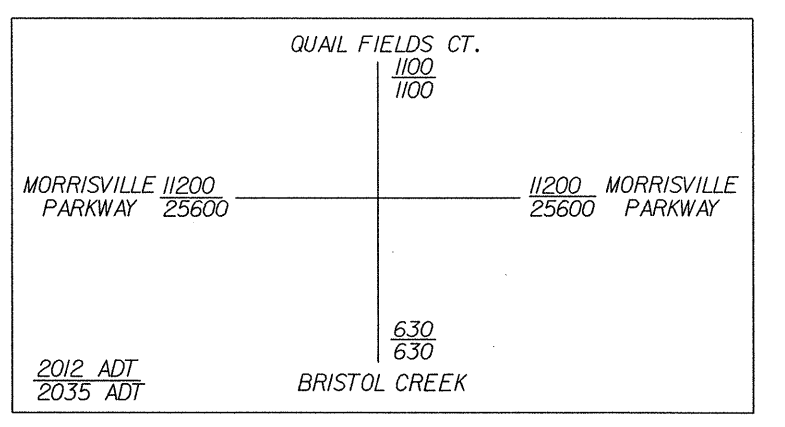 QUAIL FIELDS CT.
1100
1100
MORRISVILLE PARKWAY
11200
25600
11200
25600
MORRISVILLE PARKWAY
630
630
BRISTOL CREEK
2012 ADT
2035 ADT